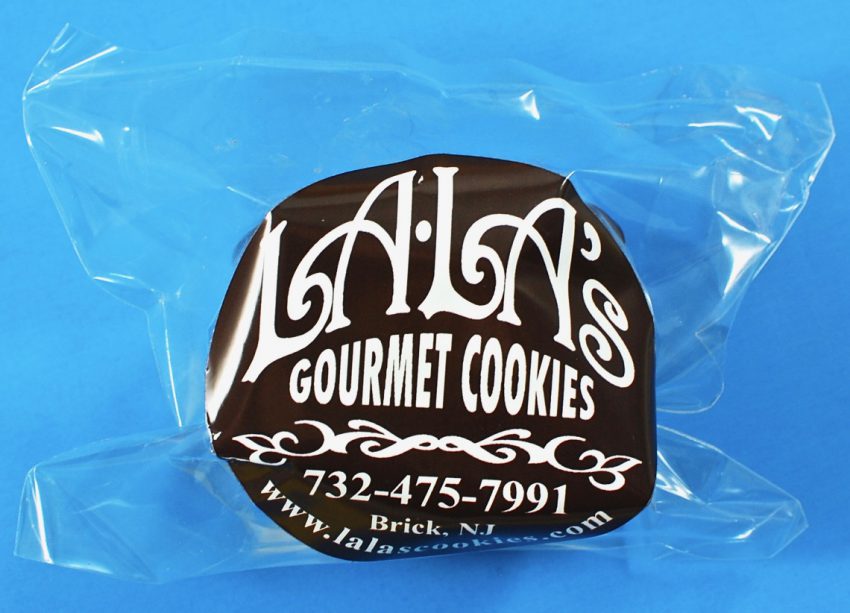 LA·LA's
GOURMET COOKIES
732-475-7991
Brick, NJ
www.lalascookies.com